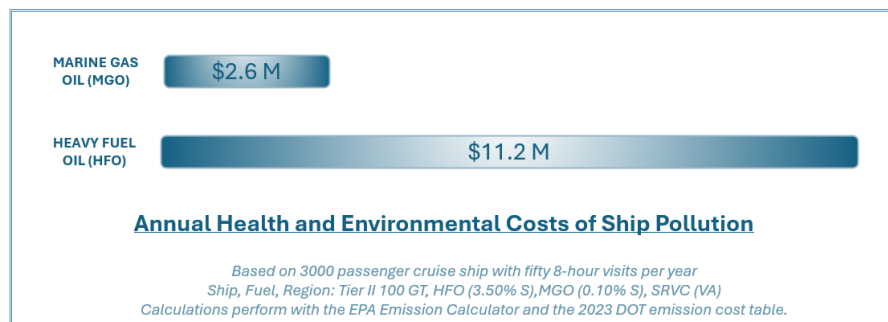 MARINE GAS
OIL (MGO)
$2.6 M
HEAVY FUEL
OIL (HFO)
$11.2 M
Annual Health and Environmental Costs of Ship Pollution
Based on 3000 passenger cruise ship with fifty 8-hour visits per year
Ship, Fuel, Region: Tier II 100 GT, HFO (3.50% S),MGO (0.10% S), SRVC (VA)
Calculations perform with the EPA Emission Calculator and the 2023 DOT emission cost table.